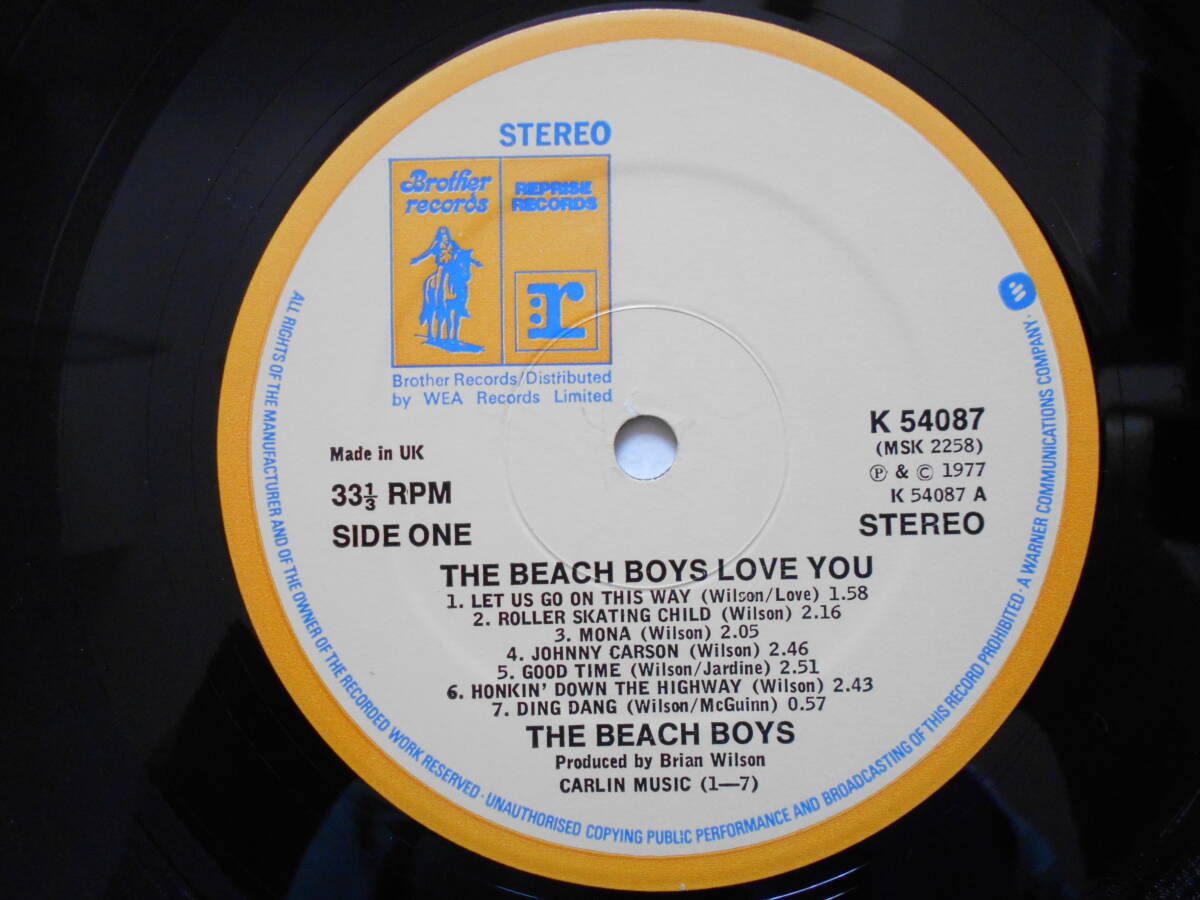 STEREO
Brother
records
REPRISE
RECORDS
r
Brother Records/Distributed
by WEA Records Limited
Made in UK
33⅓ RPM
SIDE ONE
K 54087
(MSK 2258)
Ⓟ & © 1977
K 54087 A
STEREO
THE BEACH BOYS LOVE YOU
1. LET US GO ON THIS WAY (Wilson/Love) 1.58
2. ROLLER SKATING CHILD (Wilson) 2.16
3. MONA (Wilson) 2.05
4. JOHNNY CARSON (Wilson) 2.46
5. GOOD TIME (Wilson/Jardine) 2.51
6. HONKIN' DOWN THE HIGHWAY (Wilson) 2.43
7. DING DANG (Wilson/McGuinn) 0.57
THE BEACH BOYS
Produced by Brian Wilson
CARLIN MUSIC (1—7)
ALL RIGHTS OF THE MANUFACTURER AND OF THE OWNER OF THE RECORDED WORK RESERVED · UNAUTHORISED COPYING PUBLIC PERFORMANCE AND BROADCASTING OF THIS RECORD PROHIBITED · A WARNER COMMUNICATIONS COMPANY ·